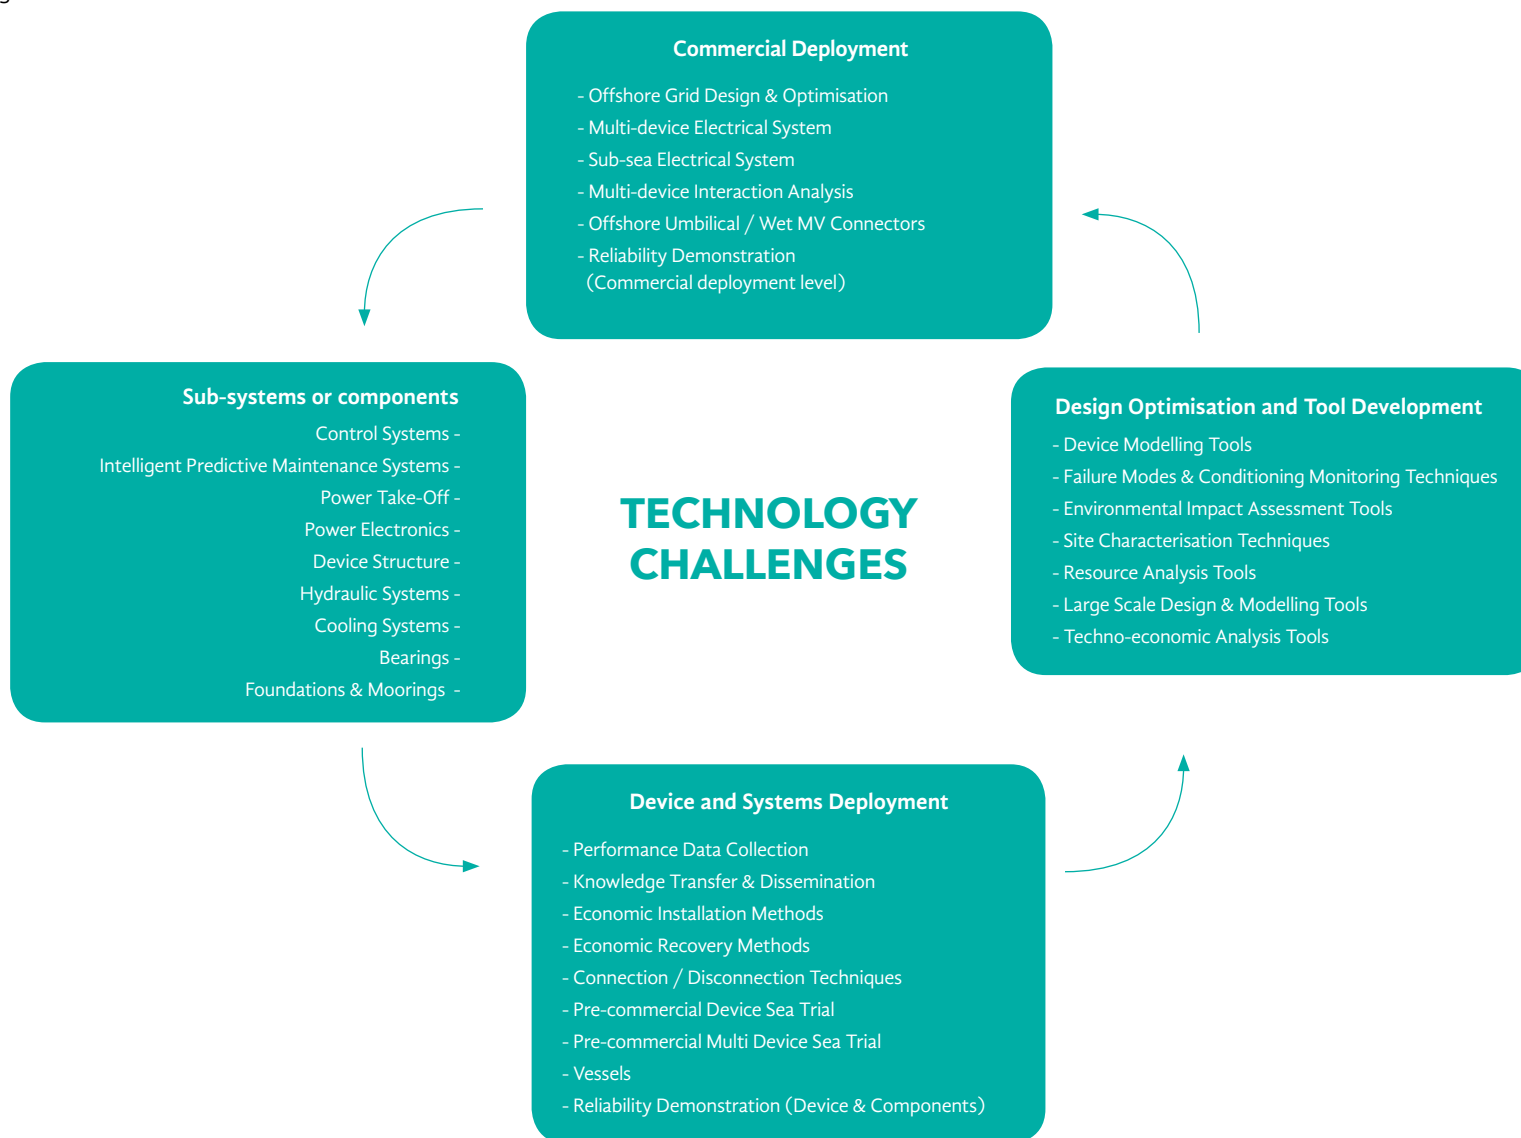 Commercial Deployment
- Offshore Grid Design & Optimisation
- Multi-device Electrical System
- Sub-sea Electrical System
- Multi-device Interaction Analysis
- Offshore Umbilical / Wet MV Connectors
- Reliability Demonstration
(Commercial deployment level)
Sub-systems or components
Control Systems -
Intelligent Predictive Maintenance Systems -
Power Take-Off -
Power Electronics -
Device Structure -
Hydraulic Systems -
Cooling Systems -
Bearings -
Foundations & Moorings -
TECHNOLOGY
CHALLENGES
Design Optimisation and Tool Development
- Device Modelling Tools
- Failure Modes & Conditioning Monitoring Techniques
- Environmental Impact Assessment Tools
- Site Characterisation Techniques
- Resource Analysis Tools
- Large Scale Design & Modelling Tools
- Techno-economic Analysis Tools
Device and Systems Deployment
- Performance Data Collection
- Knowledge Transfer & Dissemination
- Economic Installation Methods
- Economic Recovery Methods
- Connection / Disconnection Techniques
- Pre-commercial Device Sea Trial
- Pre-commercial Multi Device Sea Trial
- Vessels
- Reliability Demonstration (Device & Components)